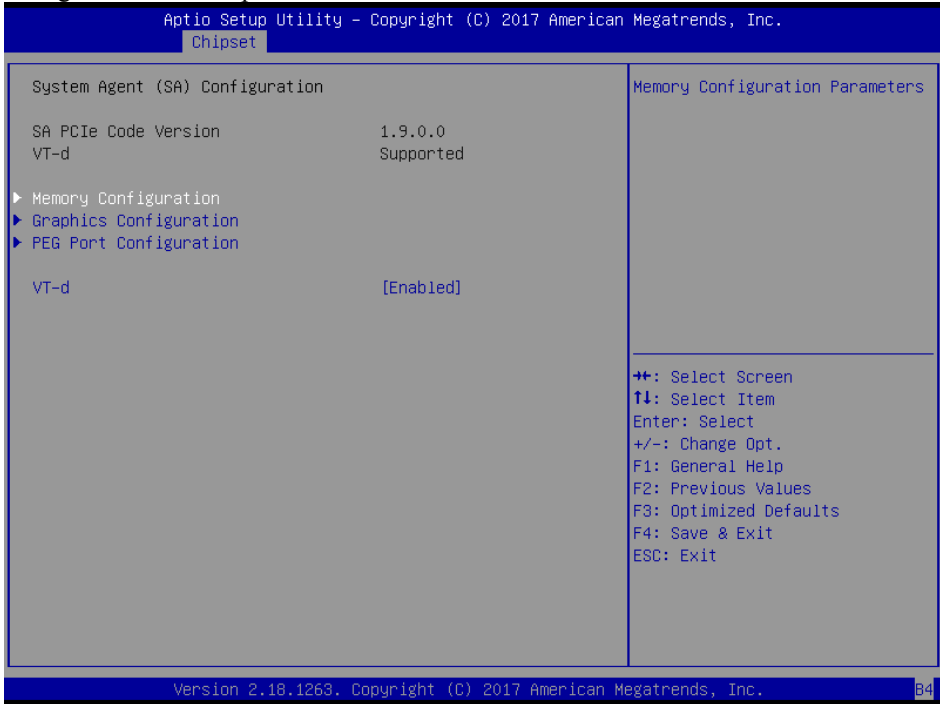 Aptio Setup Utility – Copyright (C) 2017 American Megatrends, Inc.
Chipset
System Agent (SA) Configuration
SA PCIe Code Version 1.9.0.0
VT-d Supported
Memory Configuration
Graphics Configuration
PEG Port Configuration
VT-d [Enabled]
Memory Configuration Parameters
→←: Select Screen
↑↓: Select Item
Enter: Select
+/-: Change Opt.
F1: General Help
F2: Previous Values
F3: Optimized Defaults
F4: Save & Exit
ESC: Exit
Version 2.18.1263. Copyright (C) 2017 American Megatrends, Inc.
B4